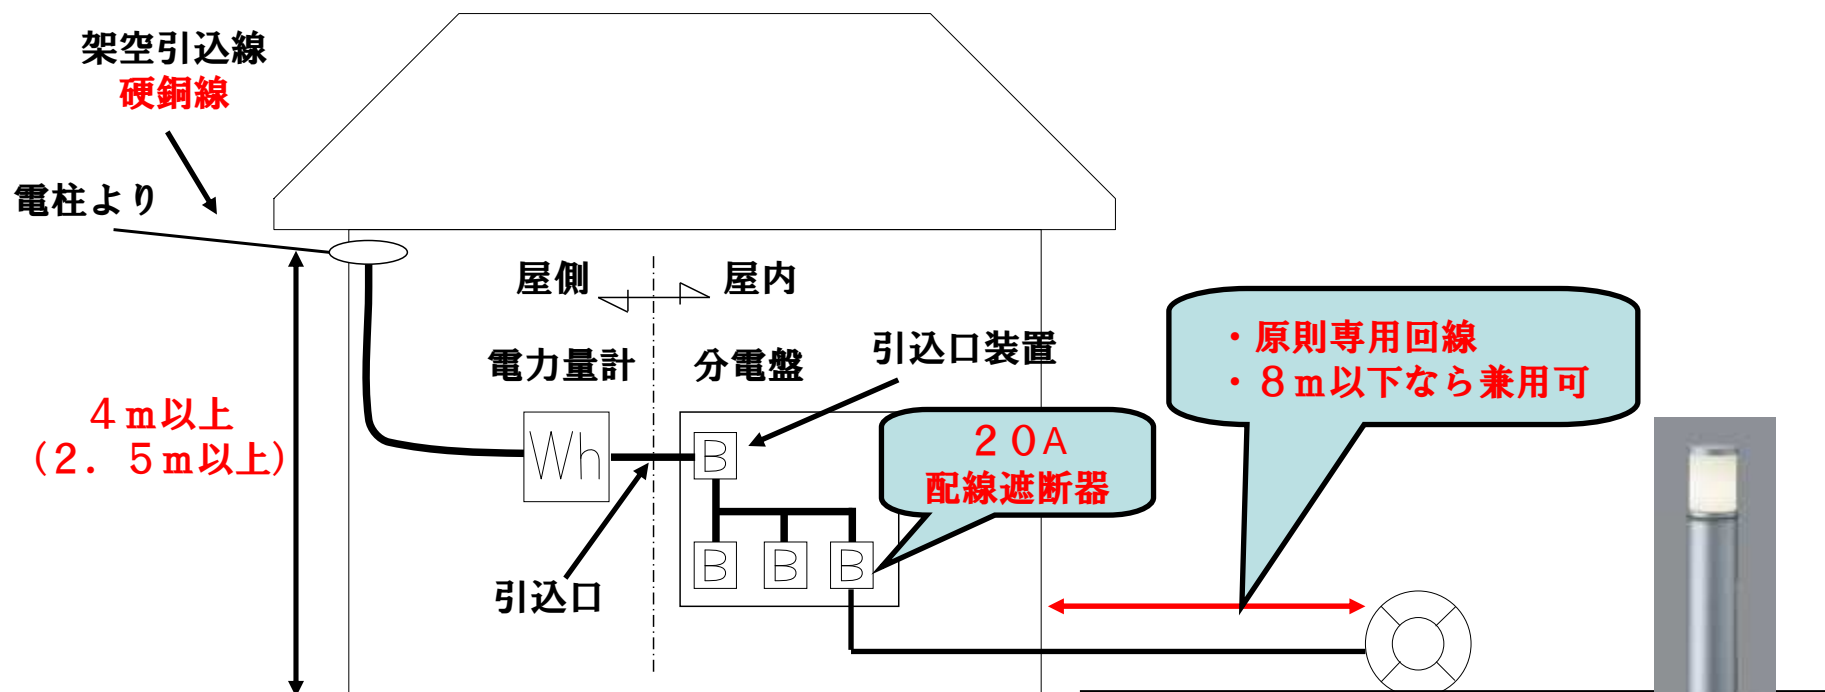 架空引込線
硬銅線
電柱より
屋側
屋内
引込口装置
電力量計
分電盤
・原則専用回線
・８ｍ以下なら兼用可
４ｍ以上
(２．５ｍ以上)
Wh
B
２０A
配線遮断器
B
B
B
引込口